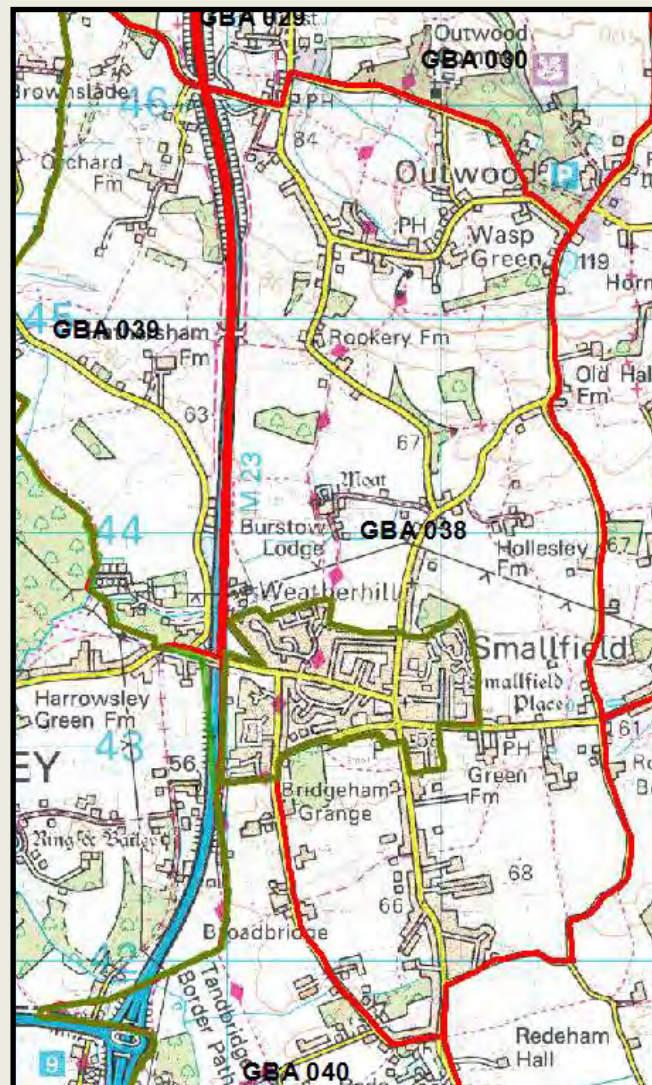 GBA 029
Outwood
GBA 030
Brownslade
46
PH
84
Orchard
Fm
Outwood
P
PH
Wasp
Green
119
45
GBA 039
Fm
Rookery Fm
Old Hal
Fm
63
67
M 23
Moat
44
Burstow
Lodge
GBA 038
Hollesley
Fm
67
Weatherhill
Smallfield
Smallfield
Place
Harrowsley
Green Fm
43
61
PH
EY
56
Bridgeham
Grange
Green
Fm
Ring & Bailey
68
66
Broadbridge
42
Tandridge
Border Path
Redeham
Hall
9
GBA 040